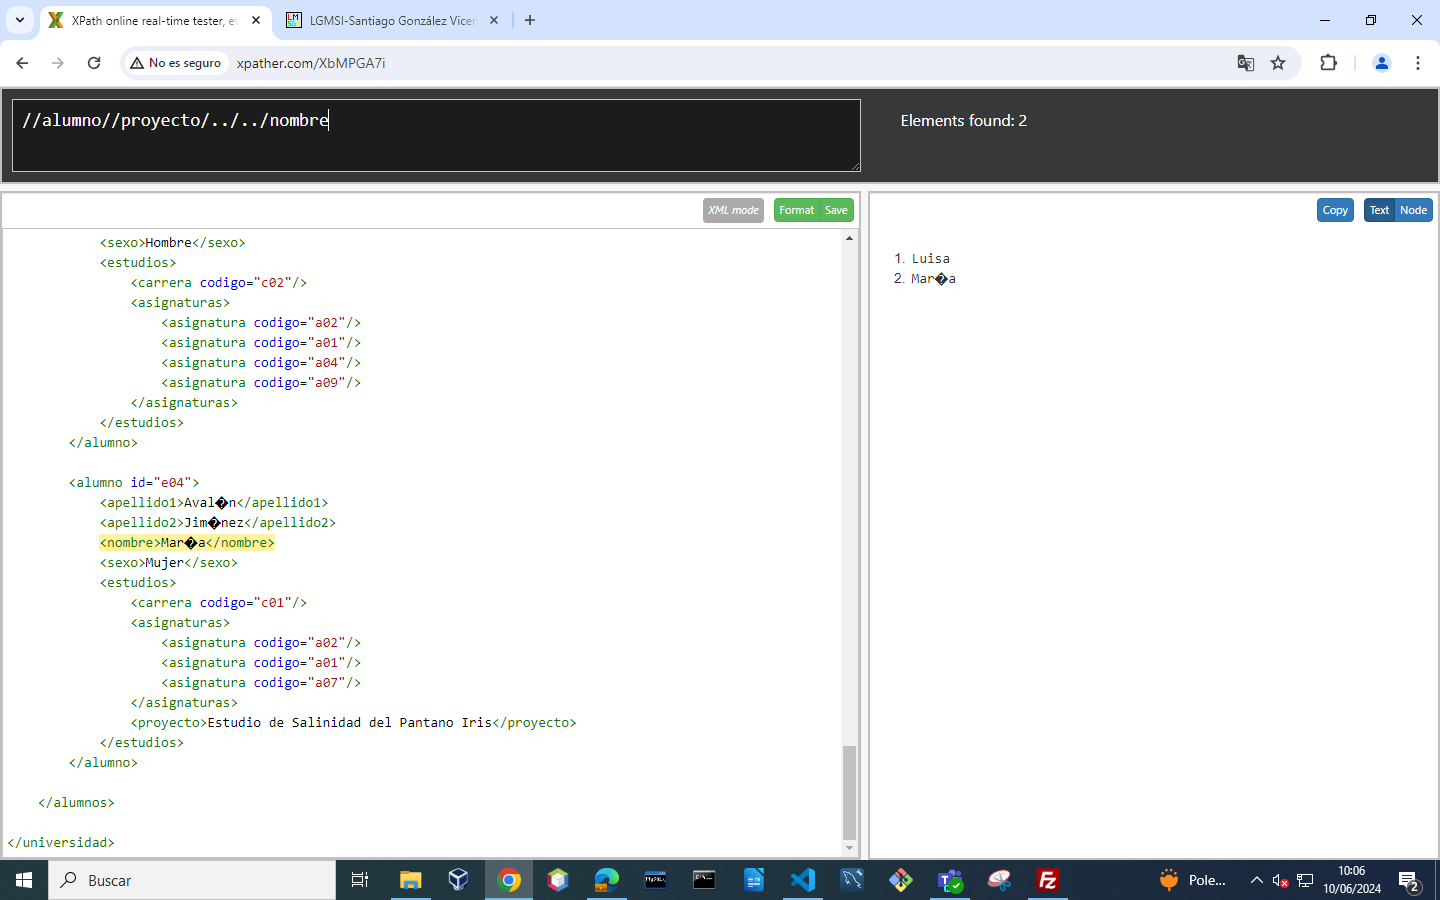 XPath online real-time tester, ev
LGMSI-Santiago González Vicen
No es seguro
xpather.com/XbMPGA7i
//alumno//proyecto/../../nombre
Elements found: 2
XML mode
Format
Save
Copy
Text
Node
<sexo>Hombre</sexo>
<estudios>
<carrera codigo="c02"/>
<asignaturas>
<asignatura codigo="a02"/>
<asignatura codigo="a01"/>
<asignatura codigo="a04"/>
<asignatura codigo="a09"/>
</asignaturas>
</estudios>
</alumno>
<alumno id="e04">
<apellido1>Aval�n</apellido1>
<apellido2>Jim�nez</apellido2>
<nombre>Mar�a</nombre>
<sexo>Mujer</sexo>
<estudios>
<carrera codigo="c01"/>
<asignaturas>
<asignatura codigo="a02"/>
<asignatura codigo="a01"/>
<asignatura codigo="a07"/>
</asignaturas>
<proyecto>Estudio de Salinidad del Pantano Iris</proyecto>
</estudios>
</alumno>
</alumnos>
</universidad>
1. Luisa
2. Mar�a
Buscar
Pole...
10:06
10/06/2024
2